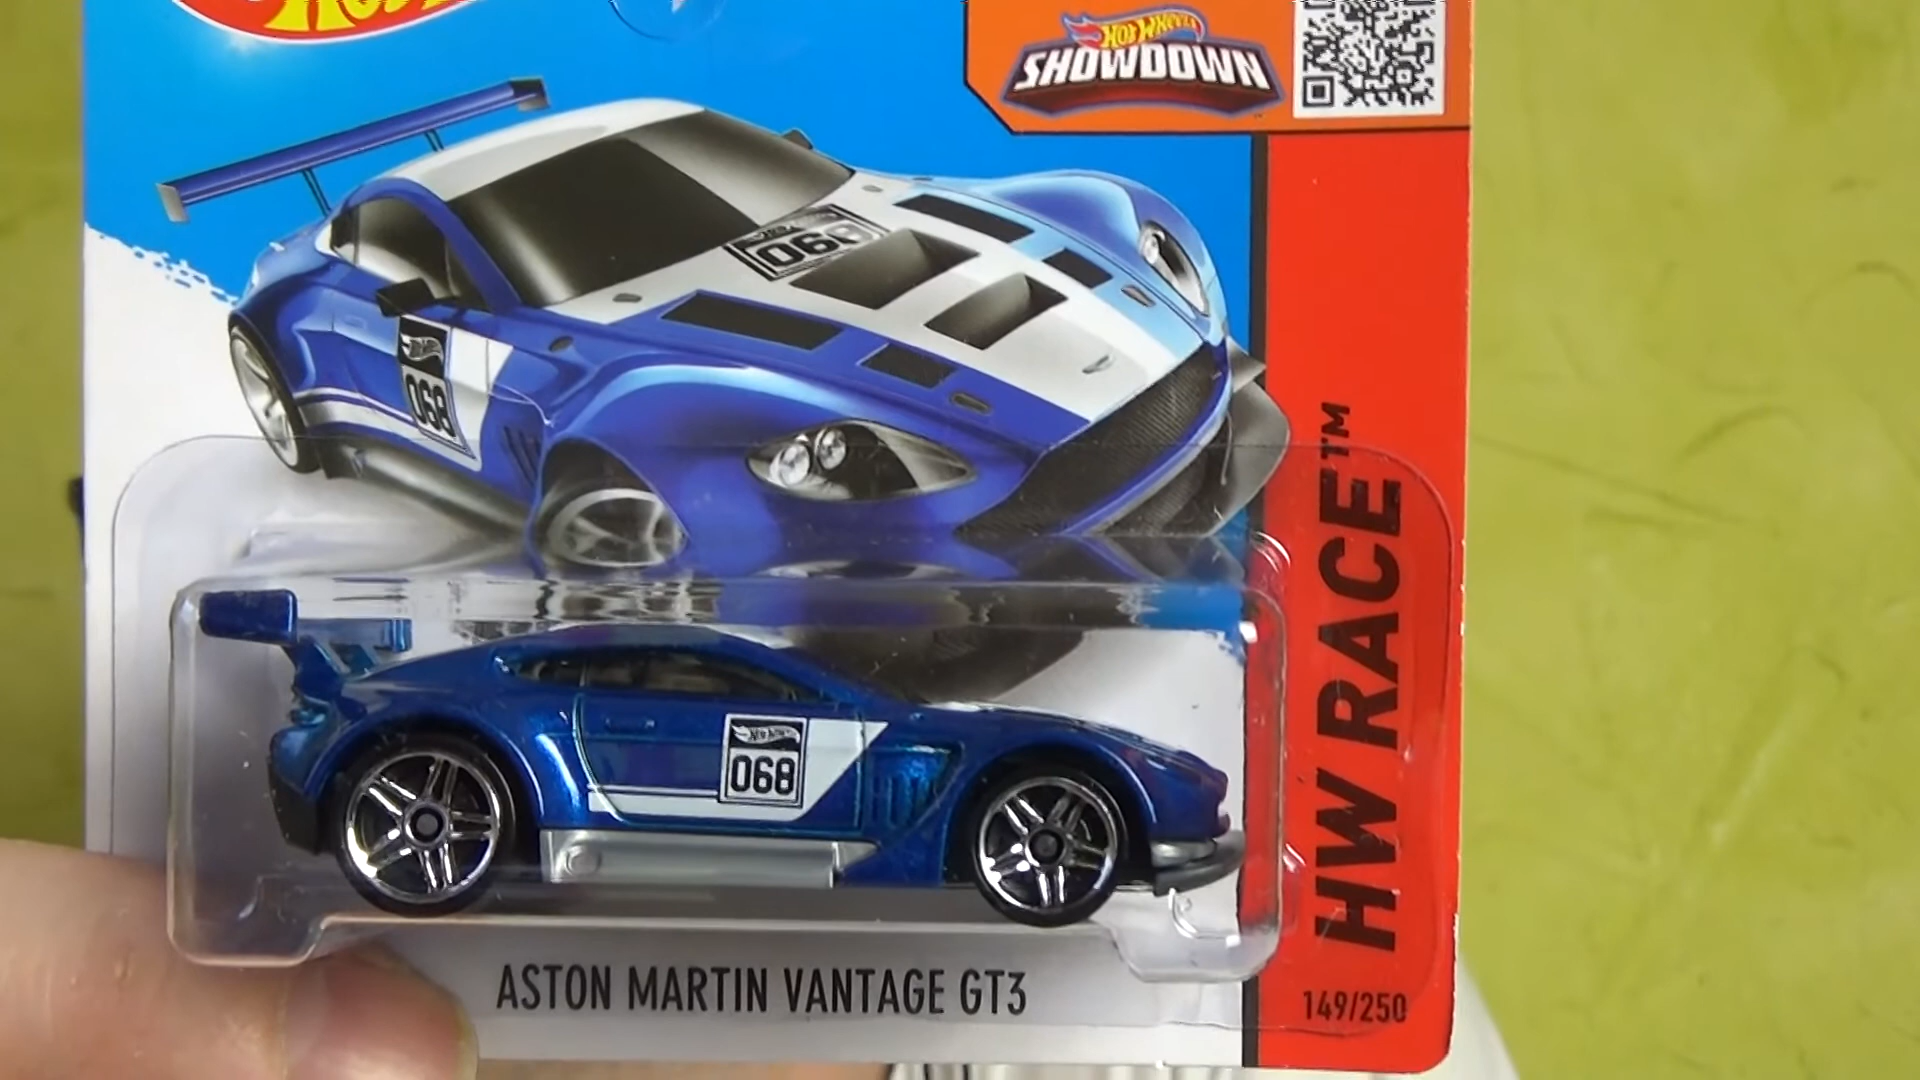 Hot Wheels
SHOWDOWN
068
068
HW RACE™
068
ASTON MARTIN VANTAGE GT3
149/250